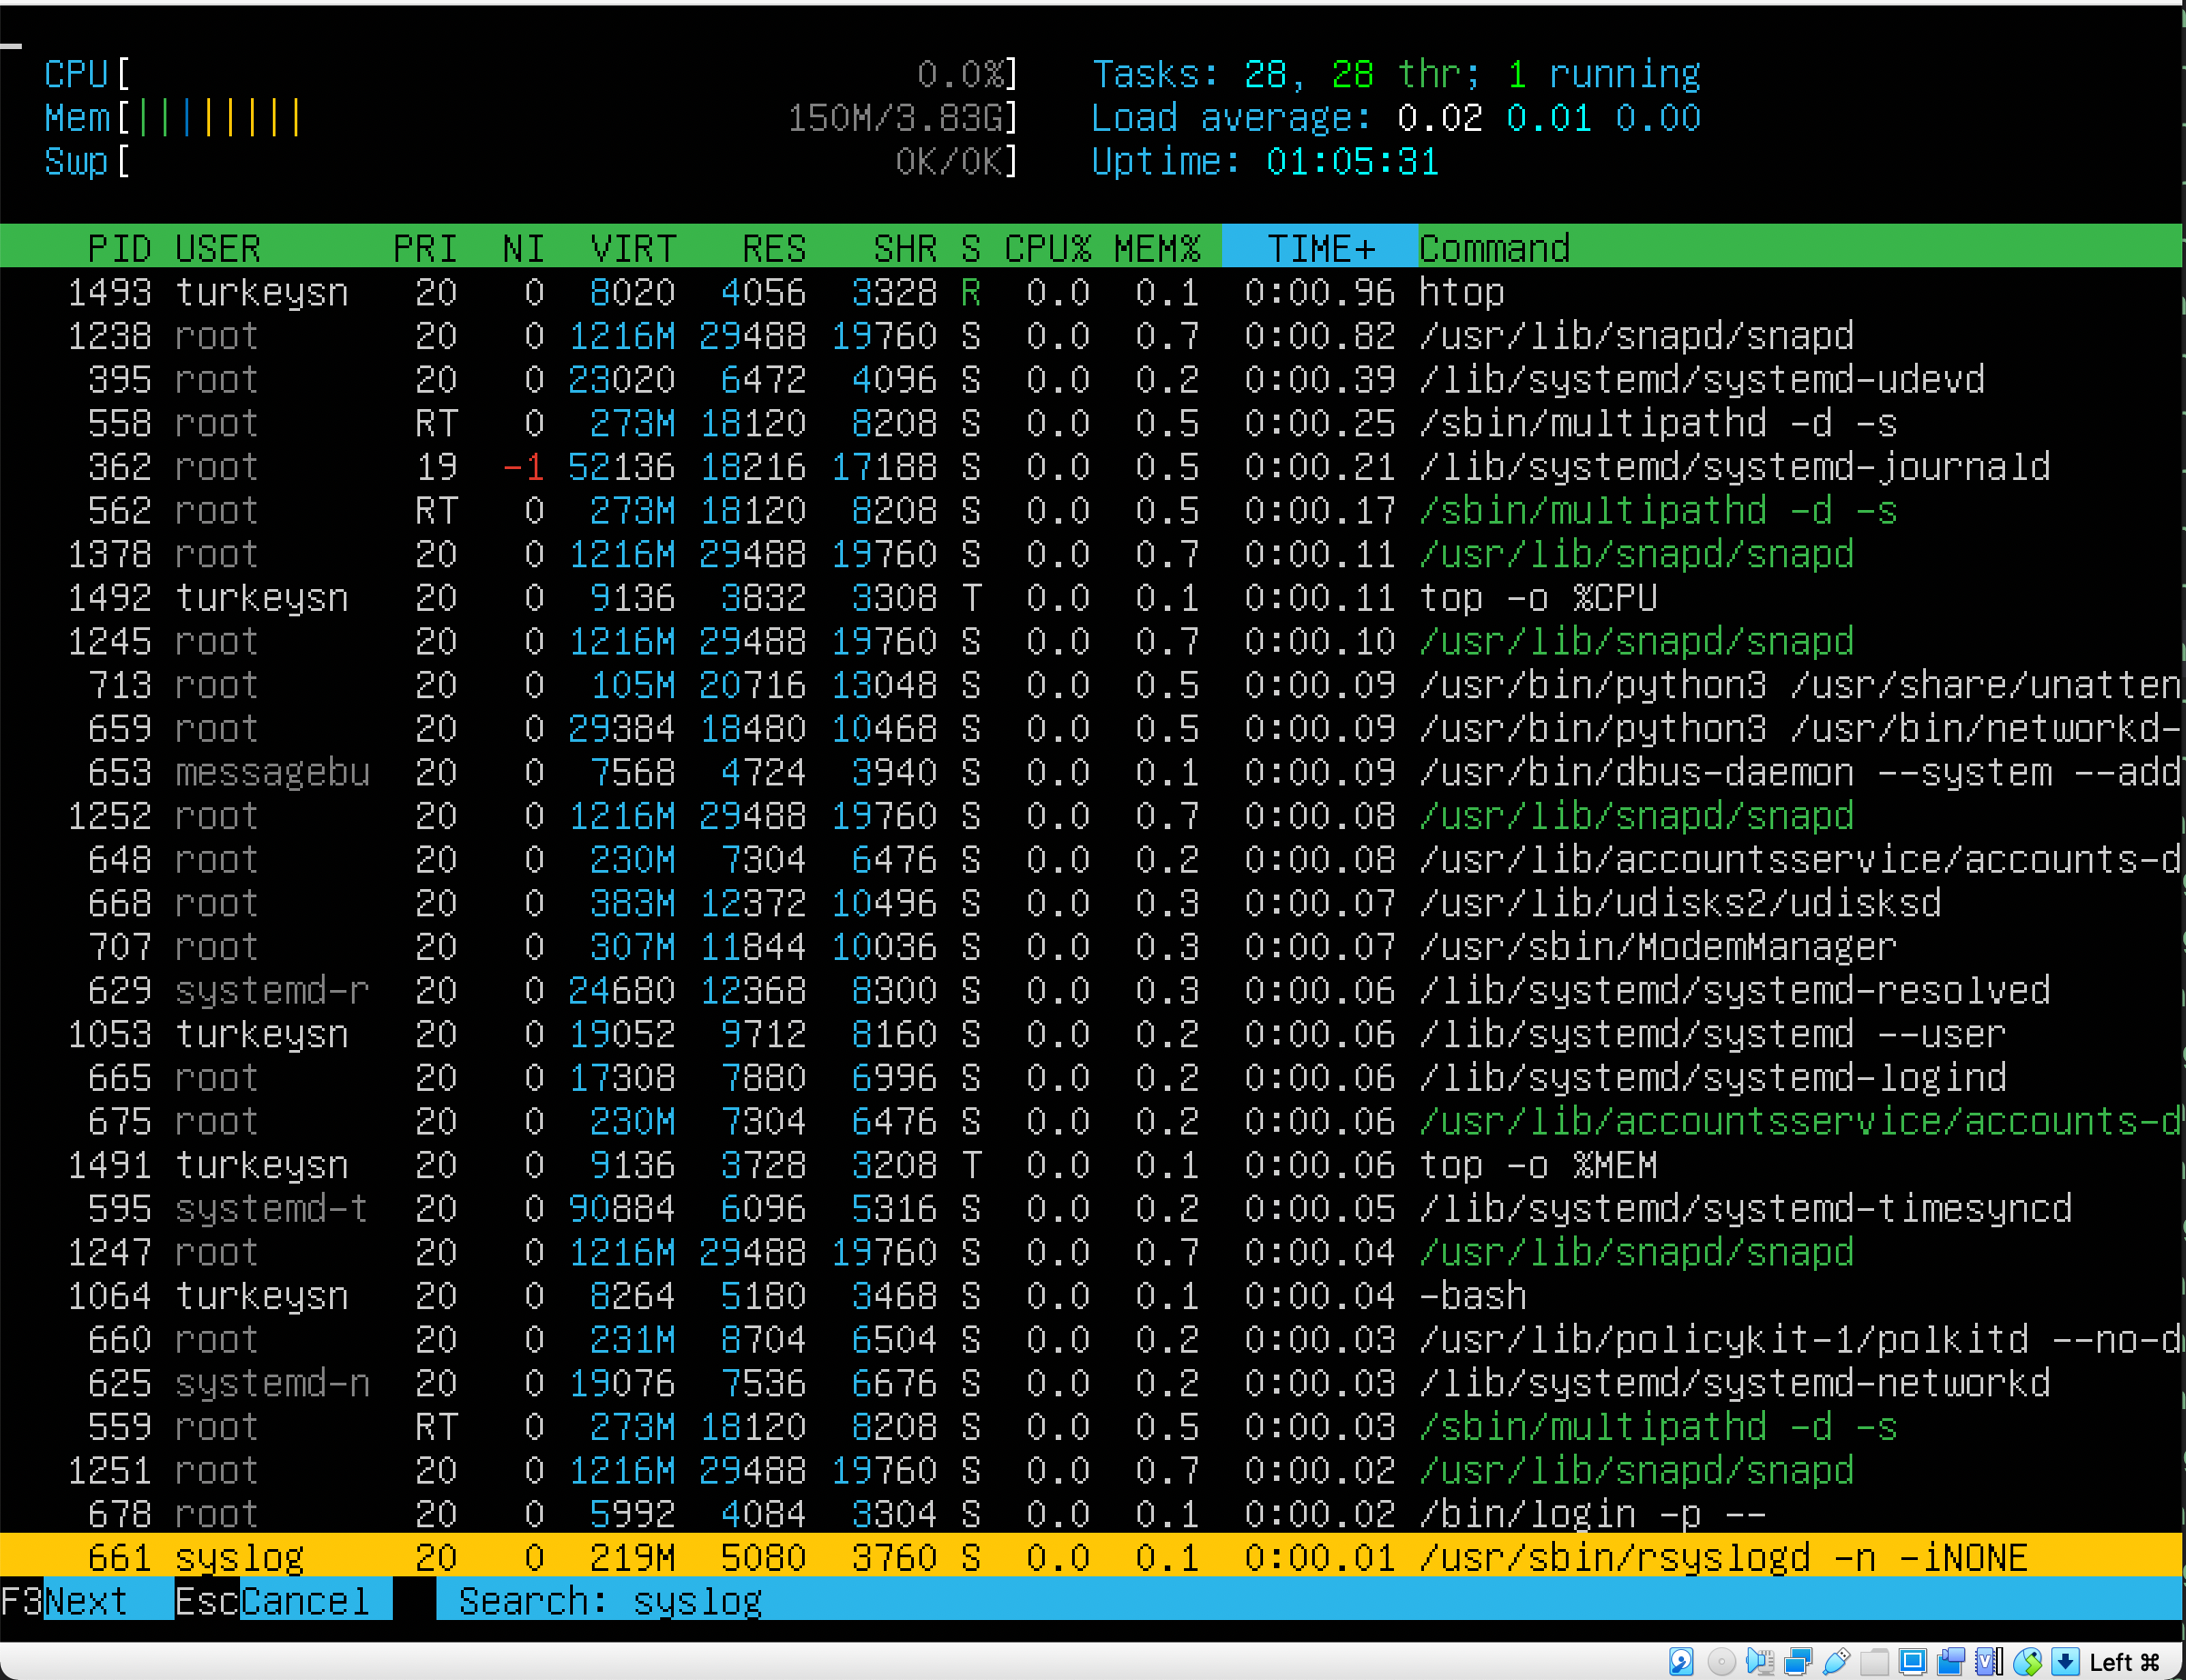 CPU[ 0.0%] Tasks: 28, 28 thr; 1 running
Mem[||||||||| 150M/3.83G] Load average: 0.02 0.01 0.00
Swp[ 0K/0K] Uptime: 01:05:31
PID USER PRI NI VIRT RES SHR S CPU% MEM% TIME+ Command
1493 turkeysn 20 0 8020 4056 3328 R 0.0 0.1 0:00.96 htop
1238 root 20 0 1216M 29488 19760 S 0.0 0.7 0:00.82 /usr/lib/snapd/snapd
395 root 20 0 23020 6472 4096 S 0.0 0.2 0:00.39 /lib/systemd/systemd-udevd
558 root RT 0 273M 18120 8208 S 0.0 0.5 0:00.25 /sbin/multipathd -d -s
362 root 19 -1 52136 18216 17188 S 0.0 0.5 0:00.21 /lib/systemd/systemd-journald
562 root RT 0 273M 18120 8208 S 0.0 0.5 0:00.17 /sbin/multipathd -d -s
1378 root 20 0 1216M 29488 19760 S 0.0 0.7 0:00.11 /usr/lib/snapd/snapd
1492 turkeysn 20 0 9136 3832 3308 T 0.0 0.1 0:00.11 top -o %CPU
1245 root 20 0 1216M 29488 19760 S 0.0 0.7 0:00.10 /usr/lib/snapd/snapd
713 root 20 0 105M 20716 13048 S 0.0 0.5 0:00.09 /usr/bin/python3 /usr/share/unatten
659 root 20 0 29384 18480 10468 S 0.0 0.5 0:00.09 /usr/bin/python3 /usr/bin/networkd-
653 messagebu 20 0 7568 4724 3940 S 0.0 0.1 0:00.09 /usr/bin/dbus-daemon --system --add
1252 root 20 0 1216M 29488 19760 S 0.0 0.7 0:00.08 /usr/lib/snapd/snapd
648 root 20 0 230M 7304 6476 S 0.0 0.2 0:00.08 /usr/lib/accountsservice/accounts-d
668 root 20 0 383M 12372 10496 S 0.0 0.3 0:00.07 /usr/lib/udisks2/udisksd
707 root 20 0 307M 11844 10036 S 0.0 0.3 0:00.07 /usr/sbin/ModemManager
629 systemd-r 20 0 24680 12368 8300 S 0.0 0.3 0:00.06 /lib/systemd/systemd-resolved
1053 turkeysn 20 0 19052 9712 8160 S 0.0 0.2 0:00.06 /lib/systemd/systemd --user
665 root 20 0 17308 7880 6996 S 0.0 0.2 0:00.06 /lib/systemd/systemd-logind
675 root 20 0 230M 7304 6476 S 0.0 0.2 0:00.06 /usr/lib/accountsservice/accounts-d
1491 turkeysn 20 0 9136 3728 3208 T 0.0 0.1 0:00.06 top -o %MEM
595 systemd-t 20 0 90884 6096 5316 S 0.0 0.2 0:00.05 /lib/systemd/systemd-timesyncd
1247 root 20 0 1216M 29488 19760 S 0.0 0.7 0:00.04 /usr/lib/snapd/snapd
1064 turkeysn 20 0 8264 5180 3468 S 0.0 0.1 0:00.04 -bash
660 root 20 0 231M 8704 6504 S 0.0 0.2 0:00.03 /usr/lib/policykit-1/polkitd --no-d
625 systemd-n 20 0 19076 7536 6676 S 0.0 0.2 0:00.03 /lib/systemd/systemd-networkd
559 root RT 0 273M 18120 8208 S 0.0 0.5 0:00.03 /sbin/multipathd -d -s
1251 root 20 0 1216M 29488 19760 S 0.0 0.7 0:00.02 /usr/lib/snapd/snapd
678 root 20 0 5992 4084 3304 S 0.0 0.1 0:00.02 /bin/login -p --
661 syslog 20 0 219M 5080 3760 S 0.0 0.1 0:00.01 /usr/sbin/rsyslogd -n -iNONE
F3Next EscCancel Search: syslog
Left ⌘